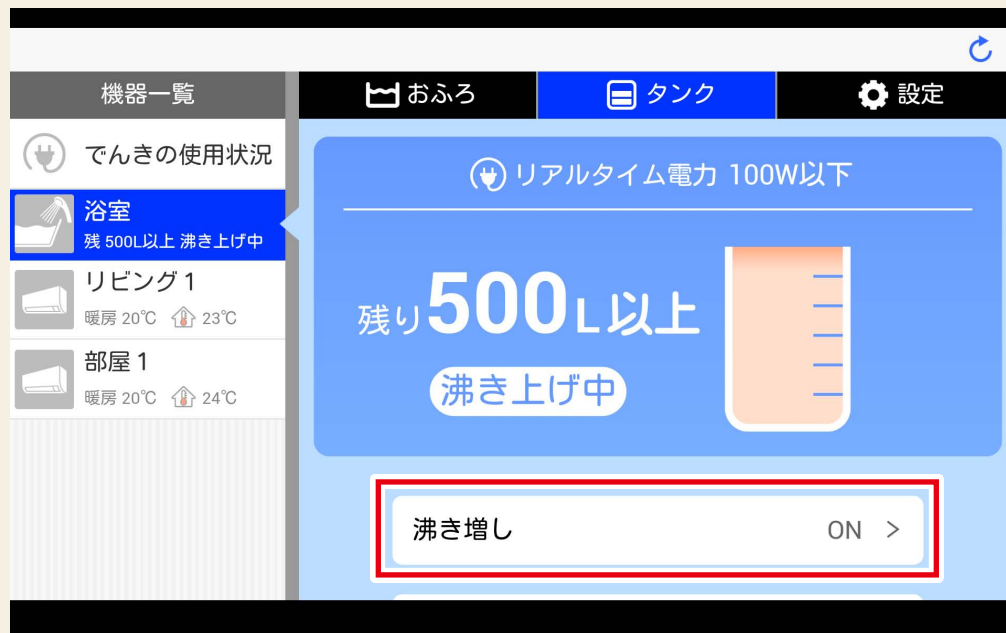 機器一覧
おふろ
タンク
設定
でんきの使用状況
浴室
残 500L以上 沸き上げ中
リビング1
暖房 20℃ 23℃
部屋1
暖房 20℃ 24℃
リアルタイム電力 100W以下
残り500L以上
沸き上げ中
沸き増し ON >